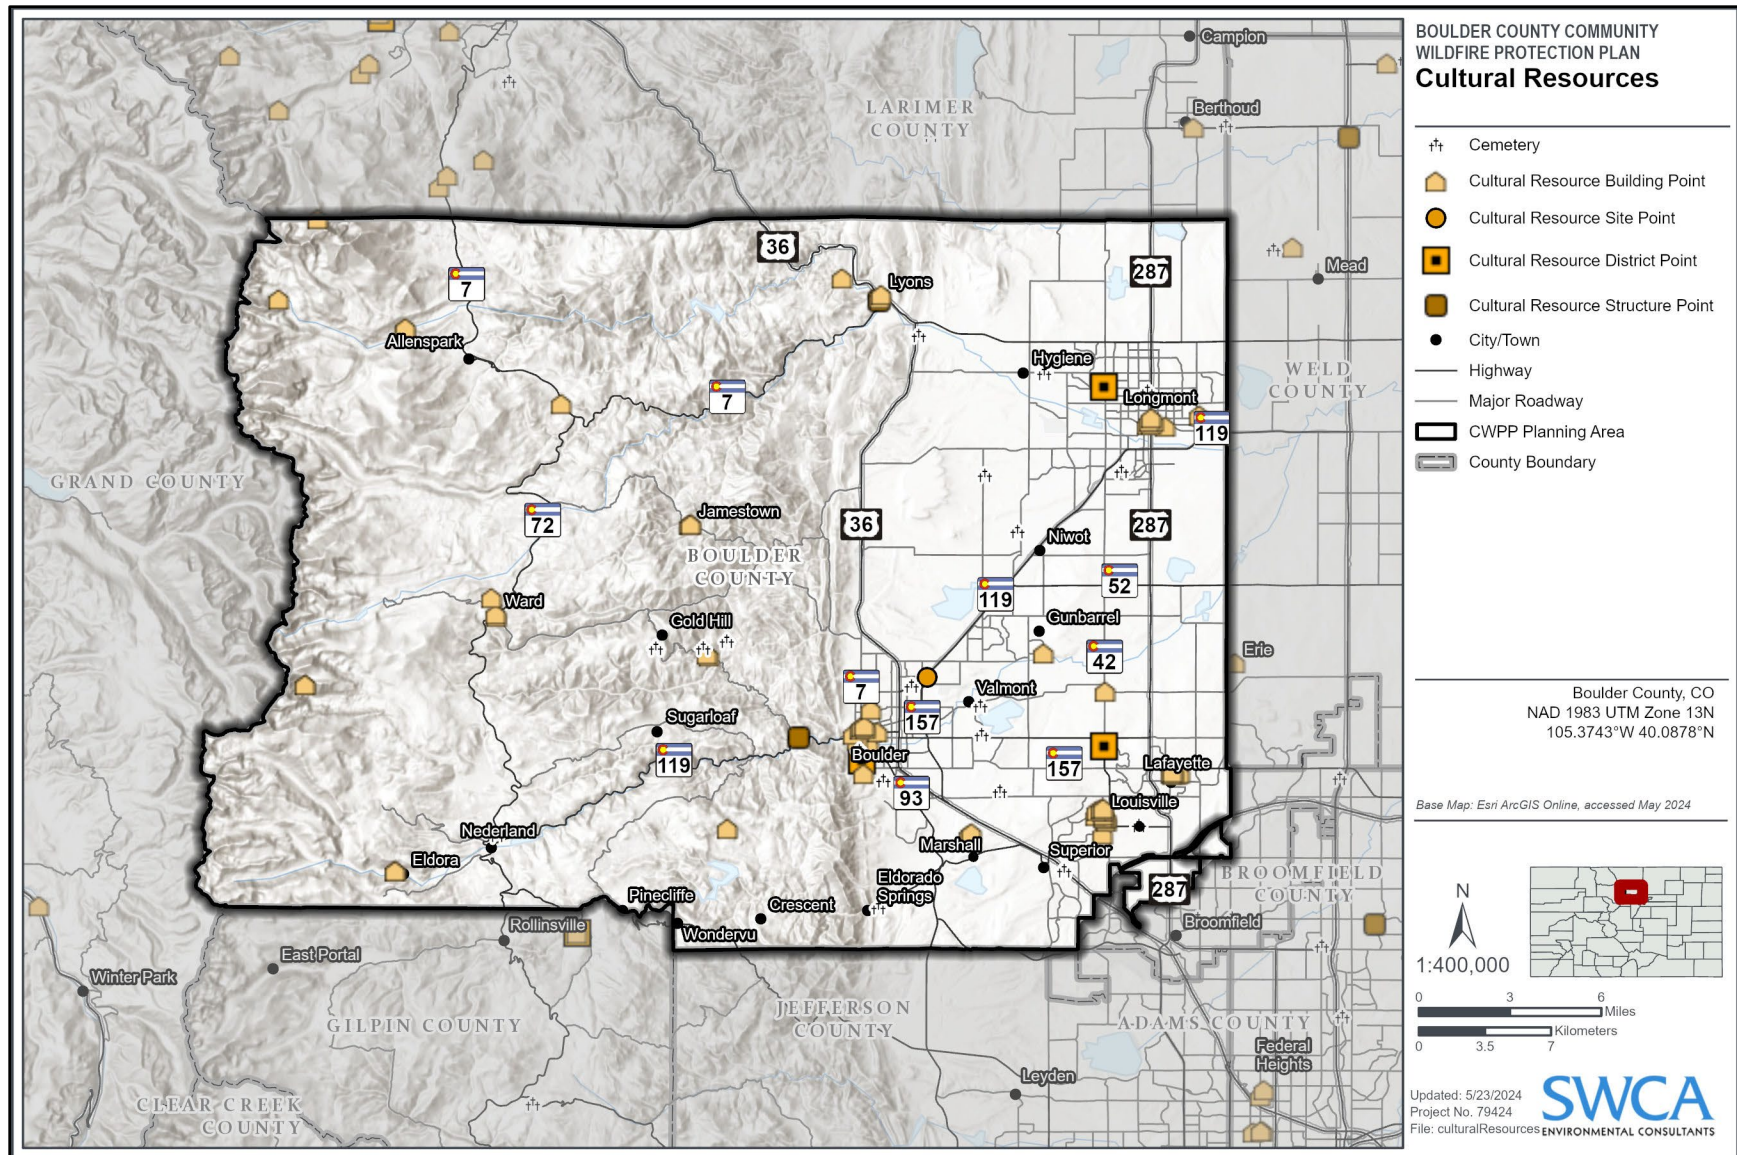 BOULDER COUNTY COMMUNITY
WILDFIRE PROTECTION PLAN
Cultural Resources
Cemetery
Cultural Resource Building Point
Cultural Resource Site Point
Cultural Resource District Point
Cultural Resource Structure Point
City/Town
Highway
Major Roadway
CWPP Planning Area
County Boundary
Boulder County, CO
NAD 1983 UTM Zone 13N
105.3743°W 40.0878°N
Base Map: Esri ArcGIS Online, accessed May 2024
N
1:400,000
0 3 6
Miles
Kilometers
0 3.5 7
Updated: 5/23/2024
Project No. 79424
File: culturalResources
SWCA
ENVIRONMENTAL CONSULTANTS
Campion
LARIMER
COUNTY
Berthoud
36
287
Mead
7
Lyons
Allenspark
Hygiene
WELD
COUNTY
7
Longmont
119
GRAND COUNTY
72
Jamestown
36
287
Niwot
BOULDER
COUNTY
52
119
Ward
Gold Hill
Gunbarrel
42
Erie
7
Valmont
157
Sugarloaf
119
Boulder
157
Lafayette
93
Louisville
Nederland
Marshall
Superior
Eldora
Eldorado
Springs
BROOMFIELD
COUNTY
287
Pinecliffe
Crescent
Rollinsville
Wondervu
Broomfield
East Portal
Winter Park
GILPIN COUNTY
JEFFERSON
COUNTY
ADAMS COUNTY
Federal
Heights
Leyden
CLEAR CREEK
COUNTY